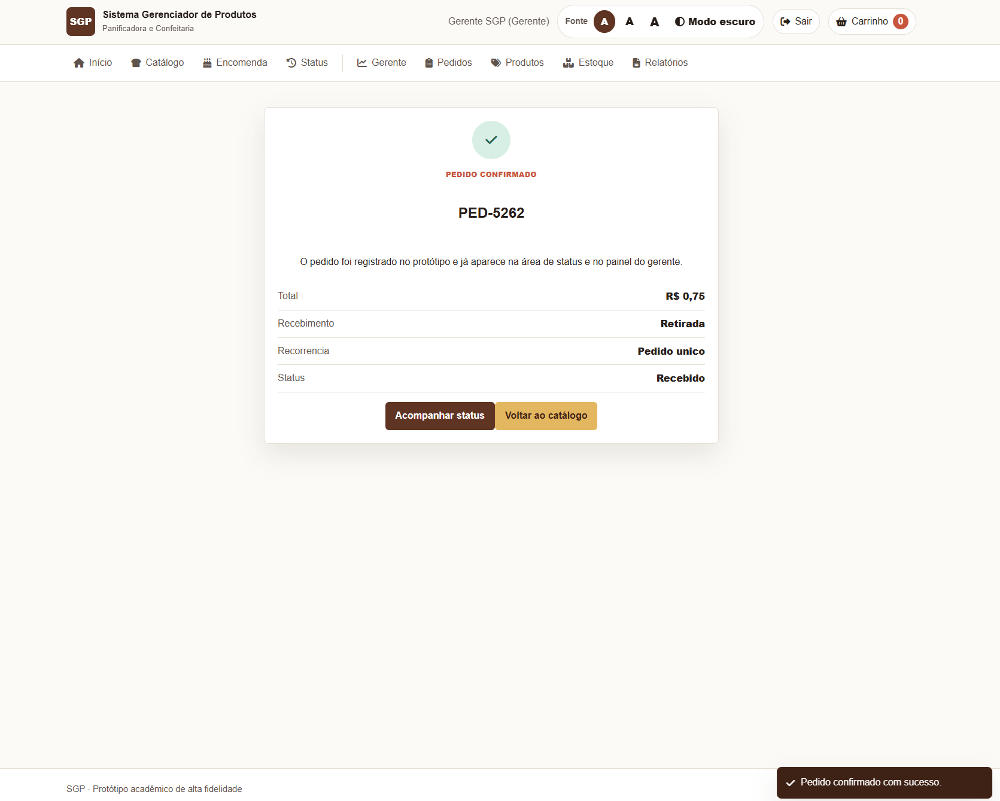 SGP
Sistema Gerenciador de Produtos
Panificadora e Confeitaria
Gerente SGP (Gerente)
Fonte A A A Modo escuro
Sair
Carrinho 0
Início Catálogo Encomenda Status Gerente Pedidos Produtos Estoque Relatórios
PEDIDO CONFIRMADO
PED-5262
O pedido foi registrado no protótipo e já aparece na área de status e no painel do gerente.
Total R$ 0,75
Recebimento Retirada
Recorrencia Pedido unico
Status Recebido
Acompanhar status Voltar ao catálogo
SGP - Protótipo acadêmico de alta fidelidade
Pedido confirmado com sucesso.